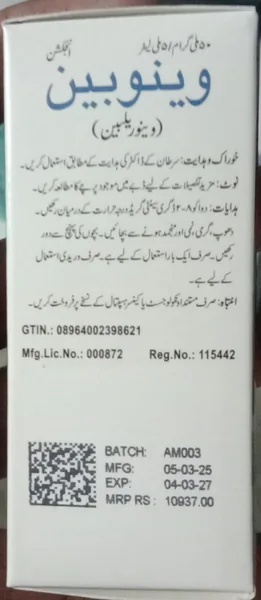 ۵۰ ملی گرام/۵ ملی لیٹر
انجکشن
وینوبین
(وینوریلبین)
خوراک و ہدایت: سرطان کے ڈاکٹر کی ہدایت کے مطابق استعمال کریں۔
نوٹ: مزید تفصیلات کے لیے ڈبے میں موجود پرچے کا مطالعہ کریں۔
ہدایات: دوا کو ۲-۸ ڈگری سینٹی گریڈ درجہ حرارت کے درمیان رکھیں۔
دھوپ، گرمی، نمی اور منجمد ہونے سے بچائیں۔ بچوں کی پہنچ سے دور
رکھیں۔ صرف ایک بار استعمال کے لیے ہے۔ صرف وریدی استعمال
کے لیے ہے۔
انتباہ: صرف مستند اونکولوجسٹ یا کینسر ہسپتال کے نسخے پر فروخت کریں۔
GTIN.: 08964002398621
Mfg.Lic.No.: 000872 Reg.No.: 115442
BATCH: AM003
MFG: 05-03-25
EXP: 04-03-27
MRP RS : 10937.00